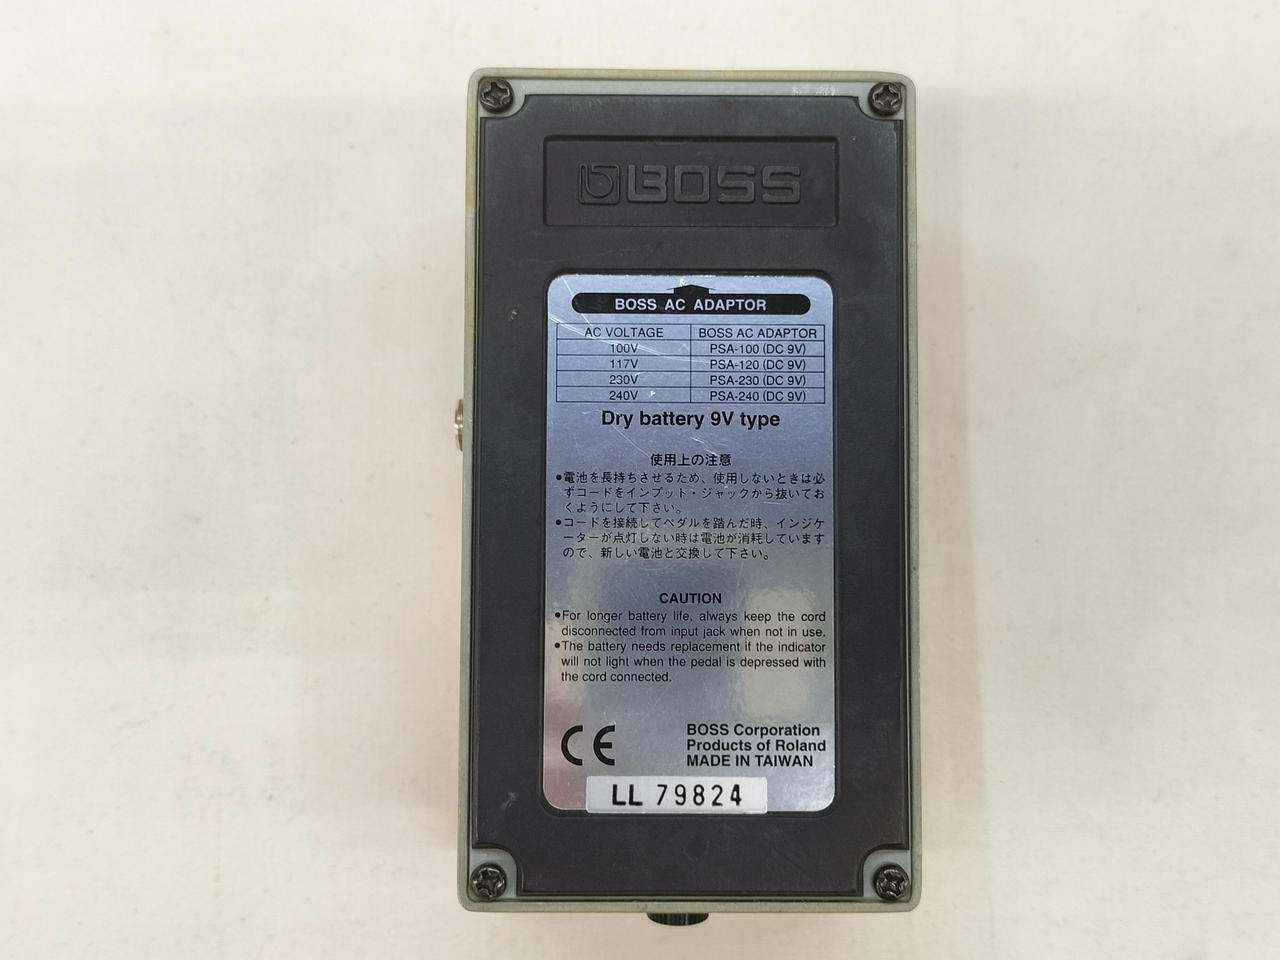 BOSS
BOSS AC ADAPTOR
AC VOLTAGE BOSS AC ADAPTOR
100V PSA-100 (DC 9V)
117V PSA-120 (DC 9V)
230V PSA-230 (DC 9V)
240V PSA-240 (DC 9V)
Dry battery 9V type
使用上の注意
●電池を長持ちさせるため、使用しないときは必
ずコードをインプット・ジャックから抜いてお
くようにして下さい。
●コードを接続してペダルを踏んだ時、インジケ
ーターが点灯しない時は電池が消耗しています
ので、新しい電池と交換して下さい。
CAUTION
●For longer battery life, always keep the cord
disconnected from input jack when not in use.
●The battery needs replacement if the indicator
will not light when the pedal is depressed with
the cord connected.
CE
BOSS Corporation
Products of Roland
MADE IN TAIWAN
LL 79824